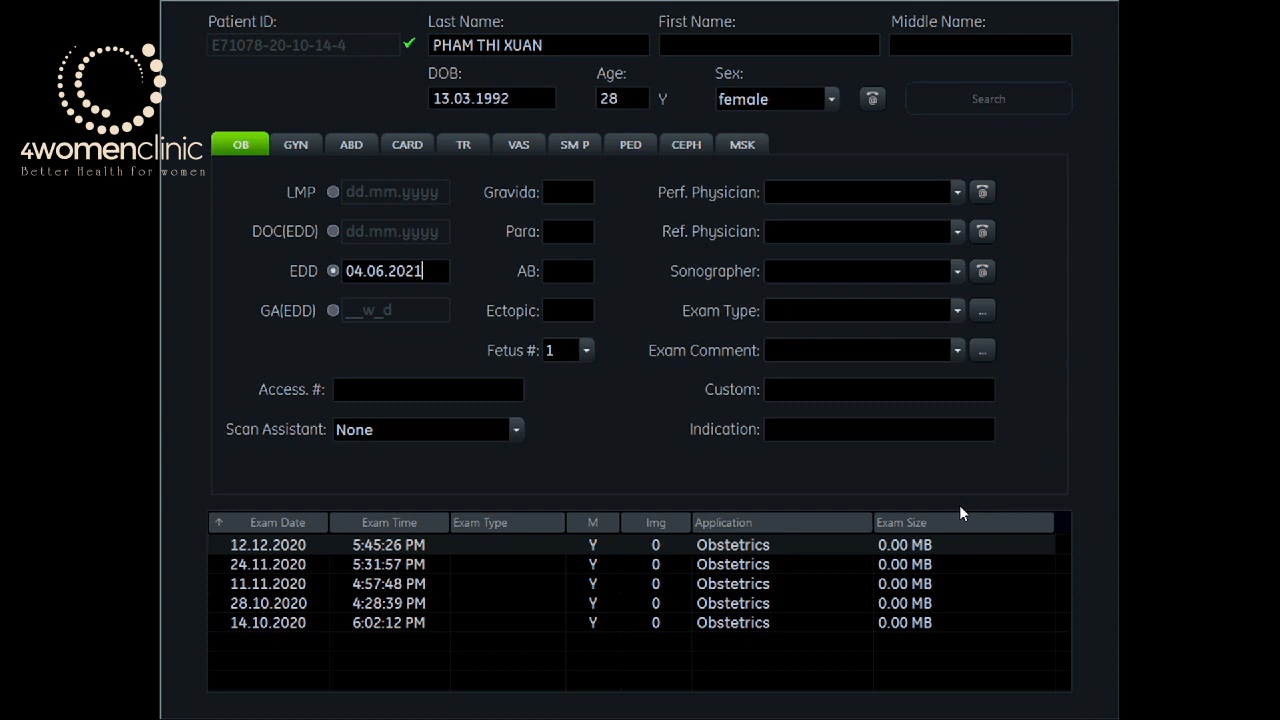 Patient ID: Last Name: First Name: Middle Name:
E71078-20-10-14-4 PHAM THI XUAN
DOB: Age: Sex:
13.03.1992 28 Y female Search
4womenclinic
Better Health for women
OB GYN ABD CARD TR VAS SM P PED CEPH MSK
LMP dd.mm.yyyy Gravida: Perf. Physician:
DOC(EDD) dd.mm.yyyy Para: Ref. Physician:
EDD 04.06.2021 AB: Sonographer:
GA(EDD) __w_d Ectopic: Exam Type: ...
Fetus #: 1 Exam Comment: ...
Access. #: Custom:
Scan Assistant: None Indication:
↑ Exam Date Exam Time Exam Type M Img Application Exam Size
12.12.2020 5:45:26 PM Y 0 Obstetrics 0.00 MB
24.11.2020 5:31:57 PM Y 0 Obstetrics 0.00 MB
11.11.2020 4:57:48 PM Y 0 Obstetrics 0.00 MB
28.10.2020 4:28:39 PM Y 0 Obstetrics 0.00 MB
14.10.2020 6:02:12 PM Y 0 Obstetrics 0.00 MB